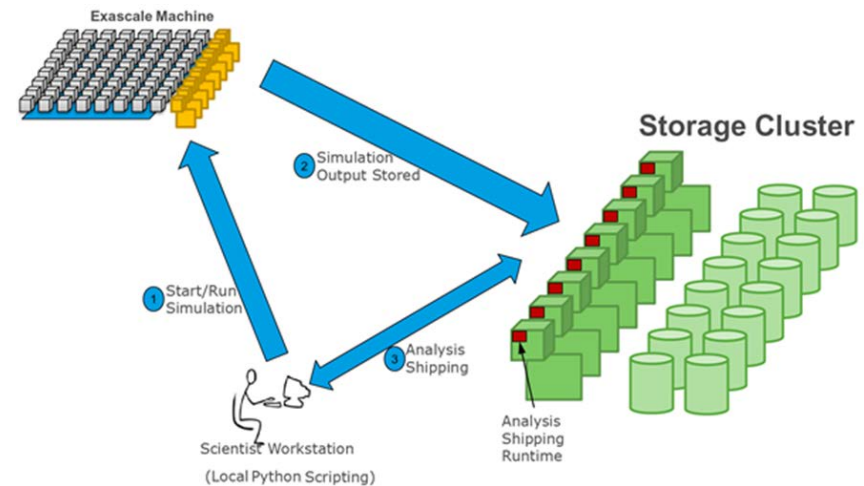 Exascale Machine
Storage Cluster
2
Simulation
Output Stored
1
Start/Run
Simulation
3
Analysis
Shipping
Analysis
Shipping
Runtime
Scientist Workstation
(Local Python Scripting)